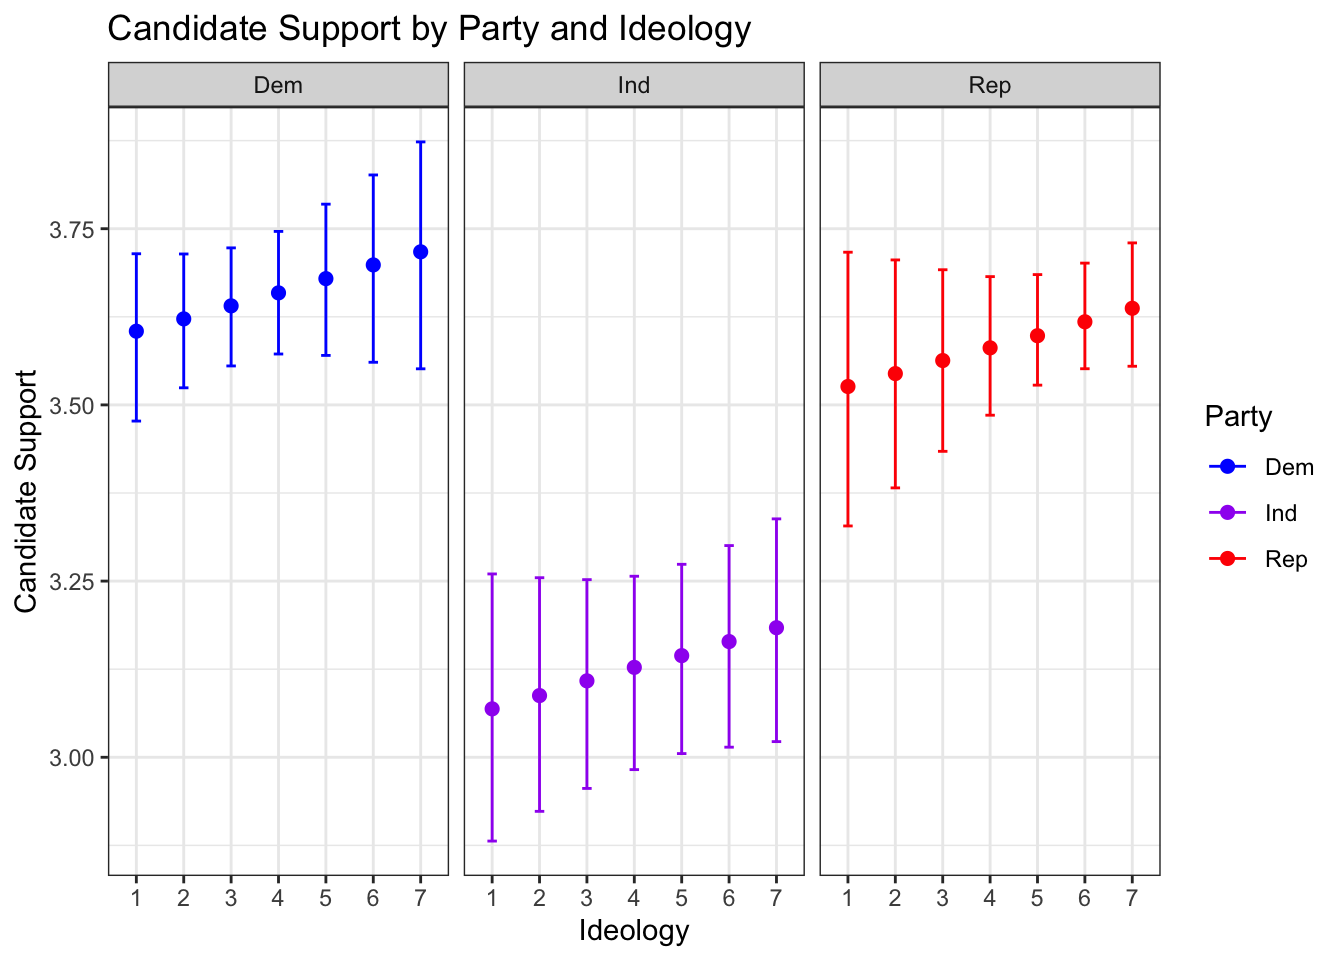 Candidate Support by Party and Ideology
Dem Ind Rep
3.75
3.50
3.25
3.00
Candidate Support
1 2 3 4 5 6 7 1 2 3 4 5 6 7 1 2 3 4 5 6 7
Ideology
Party
Dem
Ind
Rep